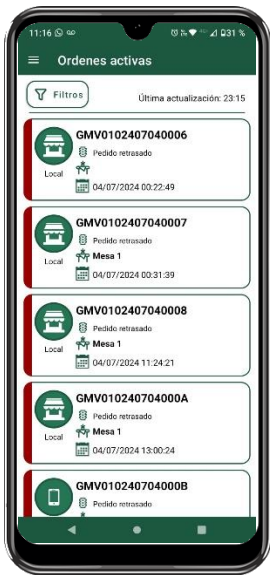 11:16 31 %
Ordenes activas
Filtros
Última actualización: 23:15
GMV0102407040006
Pedido retrasado
Local
04/07/2024 00:22:49
GMV0102407040007
Pedido retrasado
Mesa 1
Local
04/07/2024 00:31:39
GMV0102407040008
Pedido retrasado
Mesa 1
Local
04/07/2024 11:24:21
GMV010240704000A
Pedido retrasado
Mesa 1
Local
04/07/2024 13:00:24
GMV010240704000B
Pedido retrasado